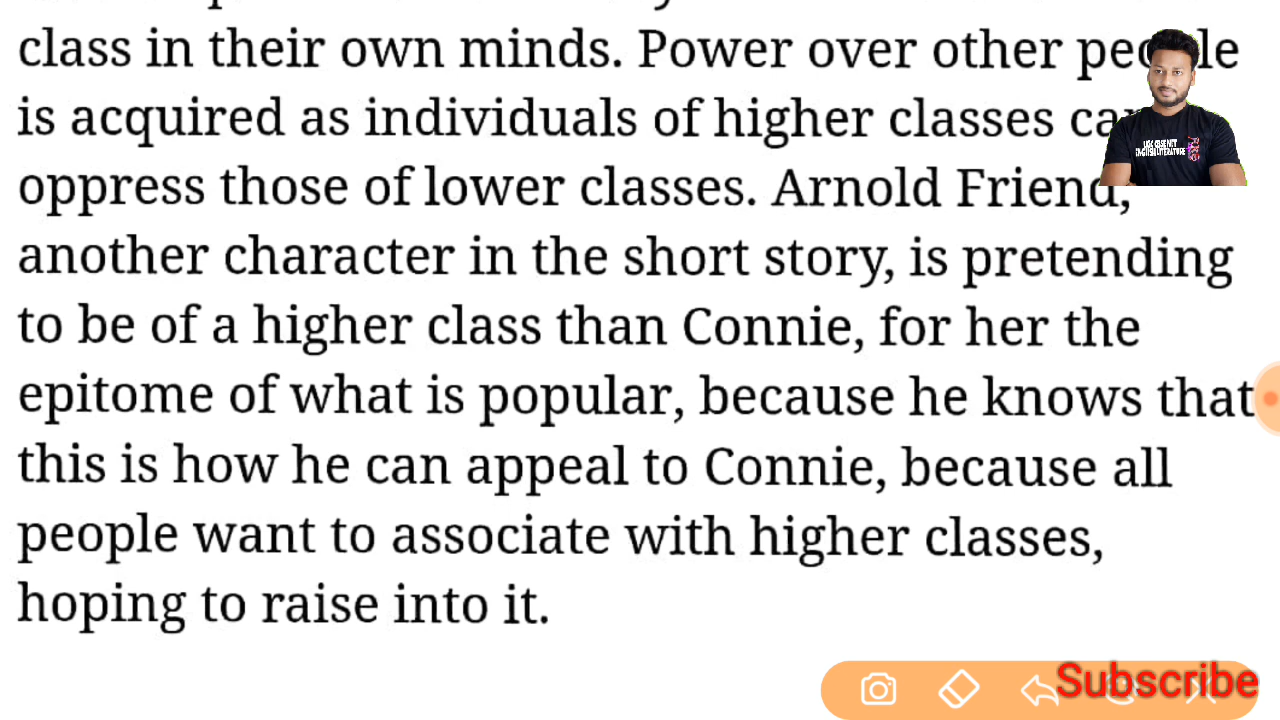 class in their own minds. Power over other people
is acquired as individuals of higher classes can
oppress those of lower classes. Arnold Friend,
another character in the short story, is pretending
to be of a higher class than Connie, for her the
epitome of what is popular, because he knows that
this is how he can appeal to Connie, because all
people want to associate with higher classes,
hoping to raise into it.
Subscribe